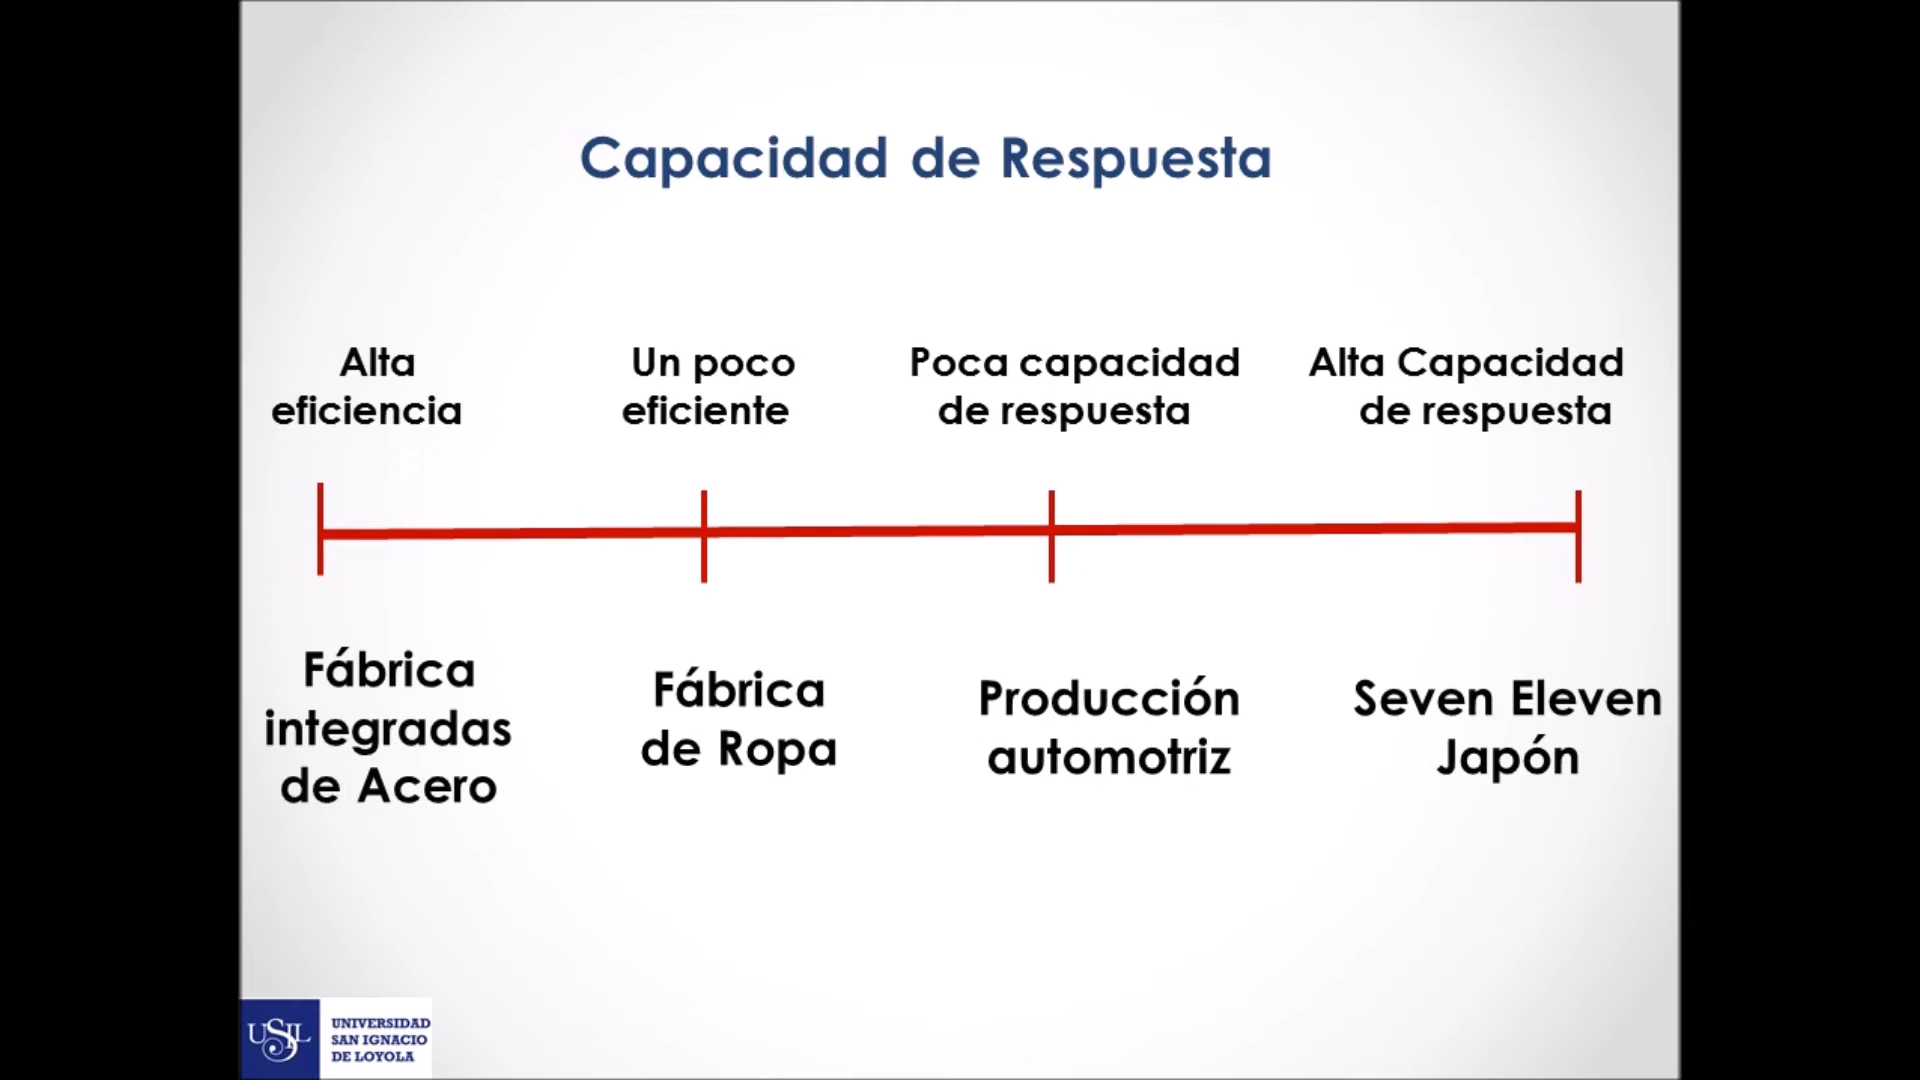 Capacidad de Respuesta
Alta
eficiencia
Un poco
eficiente
Poca capacidad
de respuesta
Alta Capacidad
de respuesta
Fábrica
integradas
de Acero
Fábrica
de Ropa
Producción
automotriz
Seven Eleven
Japón
USIL
UNIVERSIDAD
SAN IGNACIO
DE LOYOLA